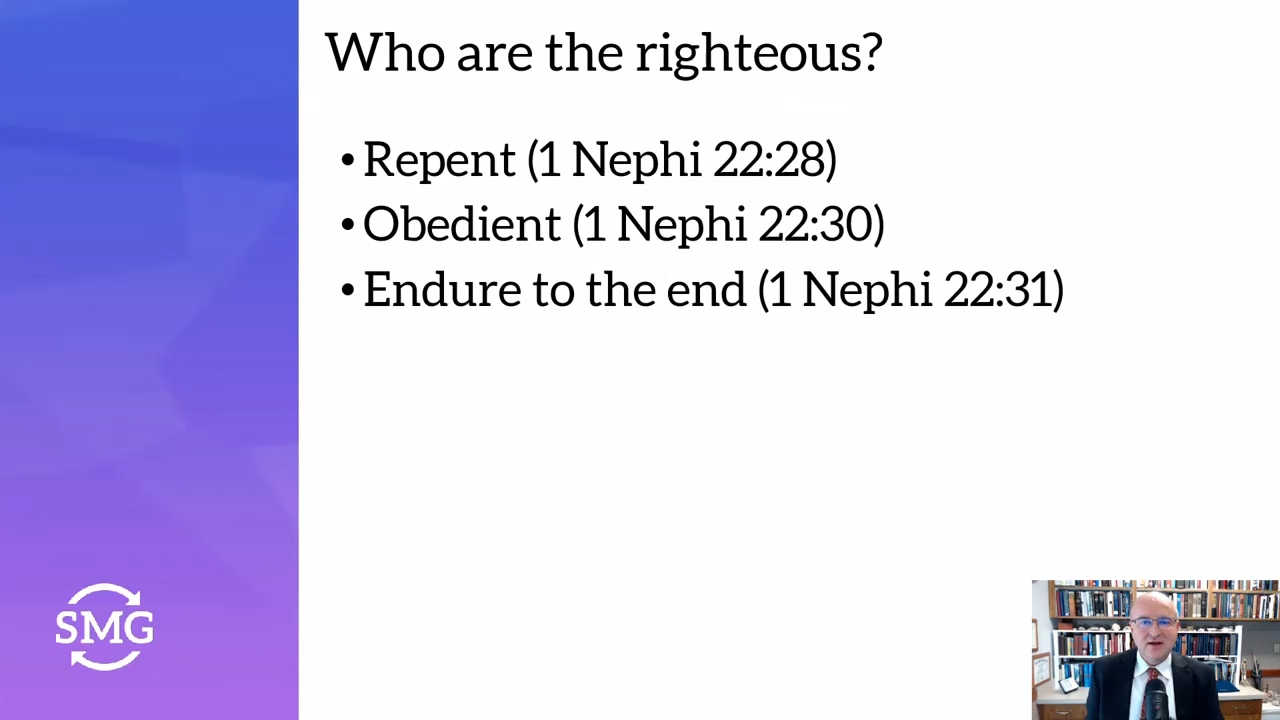 Who are the righteous?
• Repent (1 Nephi 22:28)
• Obedient (1 Nephi 22:30)
• Endure to the end (1 Nephi 22:31)
SMG